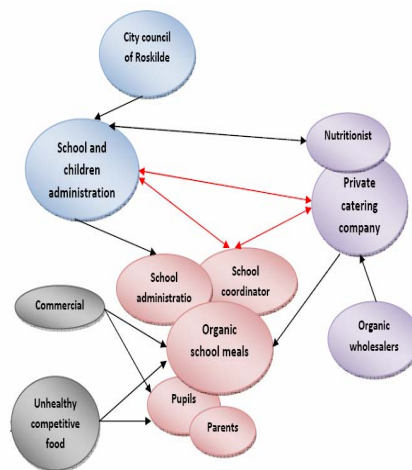 City council
of Roskilde
School and
children
administration
Nutritionist
Private
catering
company
School
administratio
School
coordinator
Commercial
Organic
school meals
Organic
wholesalers
Unhealthy
competitive
food
Pupils
Parents